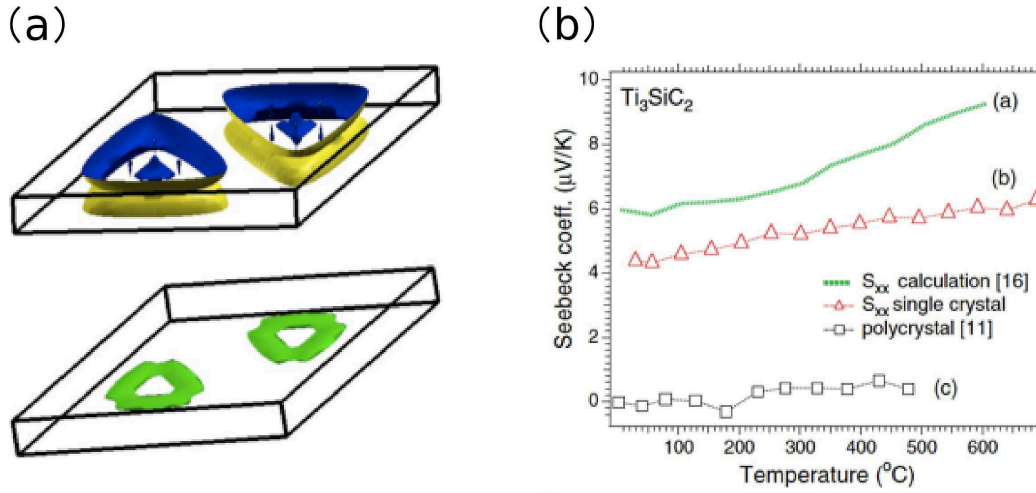 (a)
(b)
Ti₃SiC₂
Seebeck coeff. (μV/K)
10
8
6
4
2
0
(a)
(b)
Sₓₓ calculation [16]
Sₓₓ single crystal
polycrystal [11]
(c)
100 200 300 400 500 600
Temperature (°C)